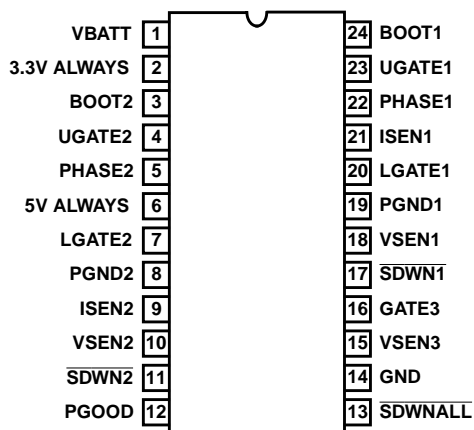 VBATT 1 24 BOOT1
3.3V ALWAYS 2 23 UGATE1
BOOT2 3 22 PHASE1
UGATE2 4 21 ISEN1
PHASE2 5 20 LGATE1
5V ALWAYS 6 19 PGND1
LGATE2 7 18 VSEN1
PGND2 8 17 SDWN1
ISEN2 9 16 GATE3
VSEN2 10 15 VSEN3
SDWN2 11 14 GND
PGOOD 12 13 SDWNALL